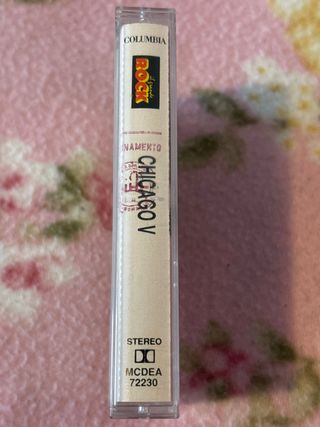 COLUMBIA
ROCK
NAMENTO
CHICAGO V
STEREO
MCDEA
72230